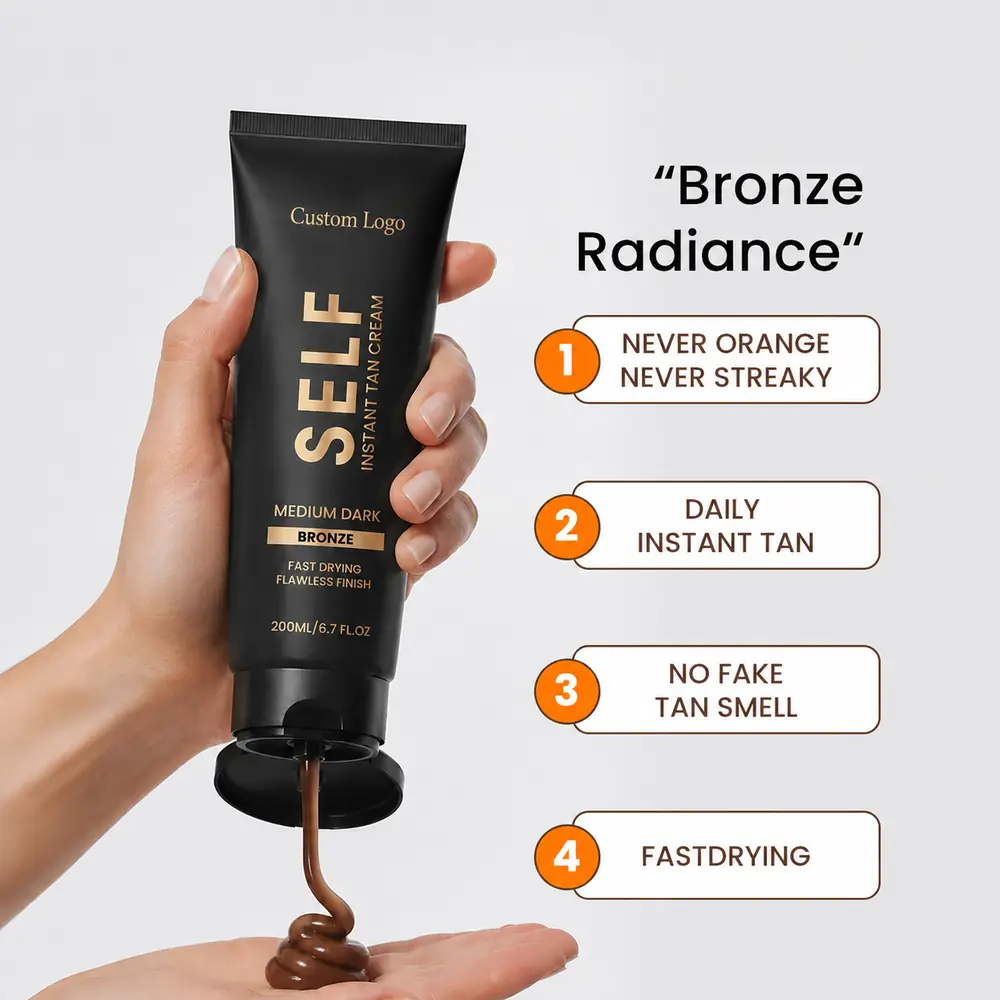 Custom Logo
SELF
INSTANT TAN CREAM
MEDIUM DARK
BRONZE
FAST DRYING
FLAWLESS FINISH
200ML/6.7 FL.OZ
“Bronze
Radiance“
1
NEVER ORANGE
NEVER STREAKY
2
DAILY
INSTANT TAN
3
NO FAKE
TAN SMELL
4
FASTDRYING